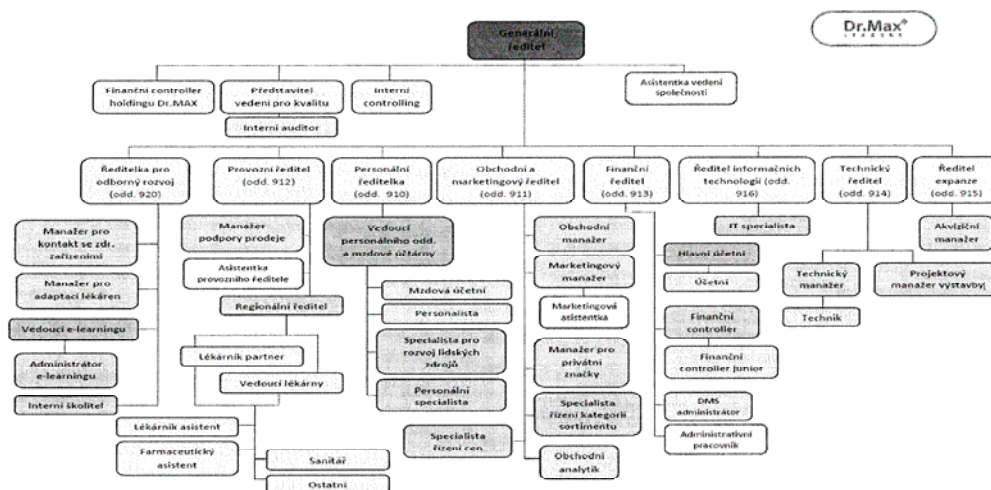 Dr.Max+
LÉKÁRNA
Generální
ředitel
Finanční controller
holdingu Dr.MAX
Představitel
vedení pro kvalitu
Interní
controlling
Asistentka vedení
společnosti
Interní auditor
Ředitelka pro
odborný rozvoj
(odd. 920)
Provozní ředitel
(odd. 912)
Personální
ředitelka
(odd. 910)
Obchodní a
marketingový ředitel
(odd. 911)
Finanční
ředitel
(odd. 913)
Ředitel informačních
technologií (odd.
916)
Technický
ředitel
(odd. 914)
Ředitel
expanze
(odd. 915)
Manažer pro
kontakt se zdr.
zařízeními
Manažer pro
adaptaci lékáren
Vedoucí e-learningu
Administrátor
e-learningu
Interní školitel
Manažer
podpory prodeje
Asistentka
provozního ředitele
Regionální ředitel
Lékárník partner
Vedoucí lékárny
Lékárník asistent
Farmaceutický
asistent
Sanitář
Ostatní
Vedoucí
personálního odd.
a mzdové účtárny
Mzdová účetní
Personalista
Specialista pro
rozvoj lidských
zdrojů
Personální
specialista
Obchodní
manažer
Marketingový
manažer
Marketingová
asistentka
Manažer pro
privátní
značky
Specialista
řízení kategorií
sortimentu
Specialista
řízení cen
Obchodní
analytik
Hlavní účetní
Účetní
Finanční
controller
Finanční
controller junior
DMS
administrátor
Administrativní
pracovník
IT specialista
Technický
manažer
Technik
Projektový
manažer výstavby
Akviziční
manažer